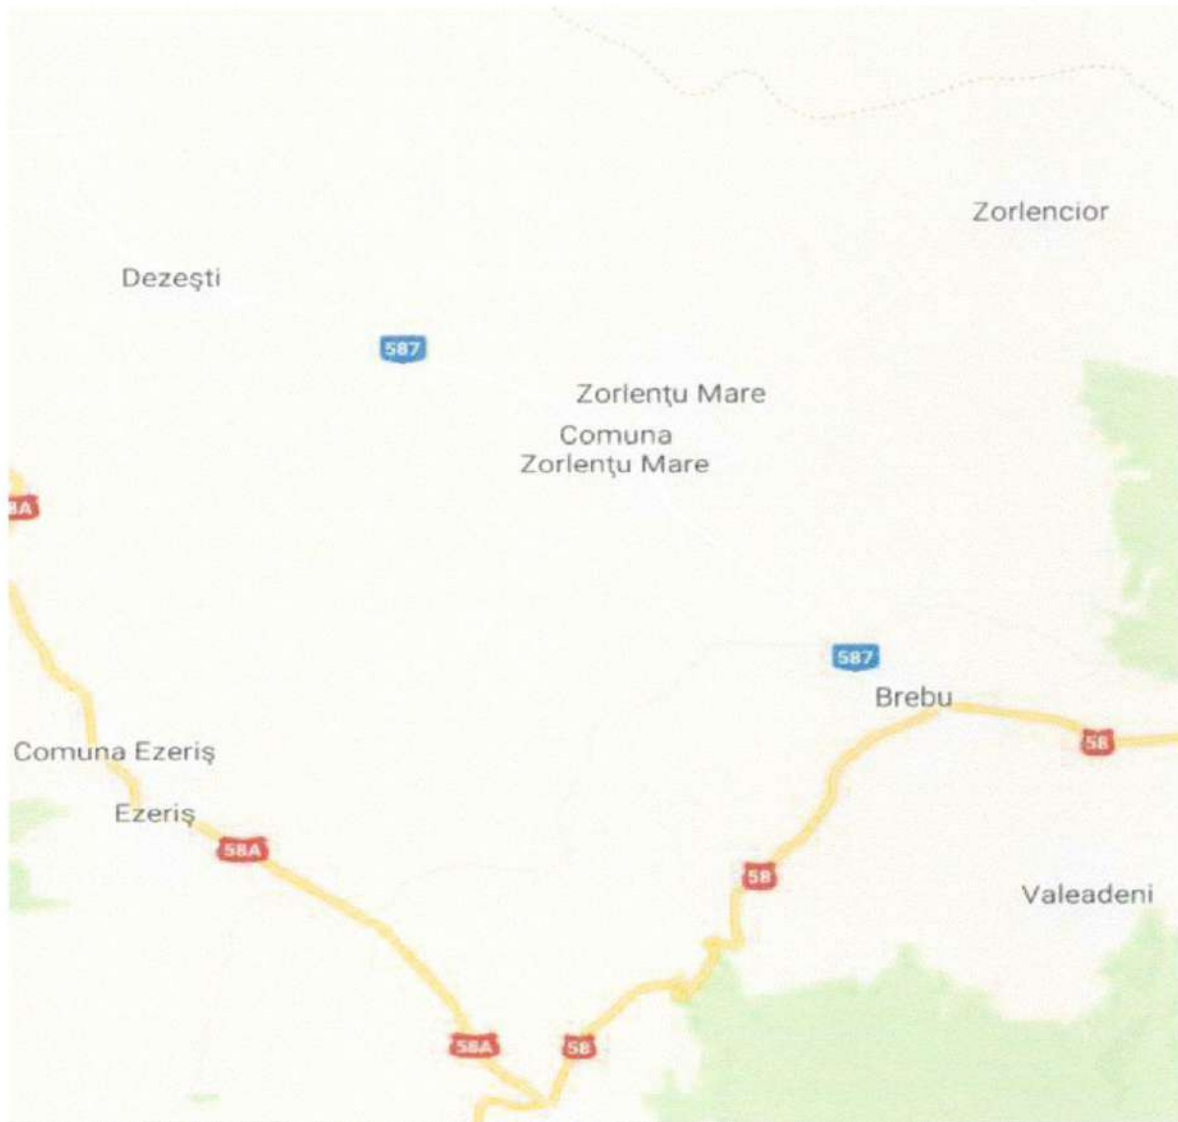 Zorlencior
Dezeşti
587
Zorlenţu Mare
Comuna
Zorlenţu Mare
8A
587
Brebu
58
Comuna Ezeriş
Ezeriş
58A
58
Valeadeni
58A
58